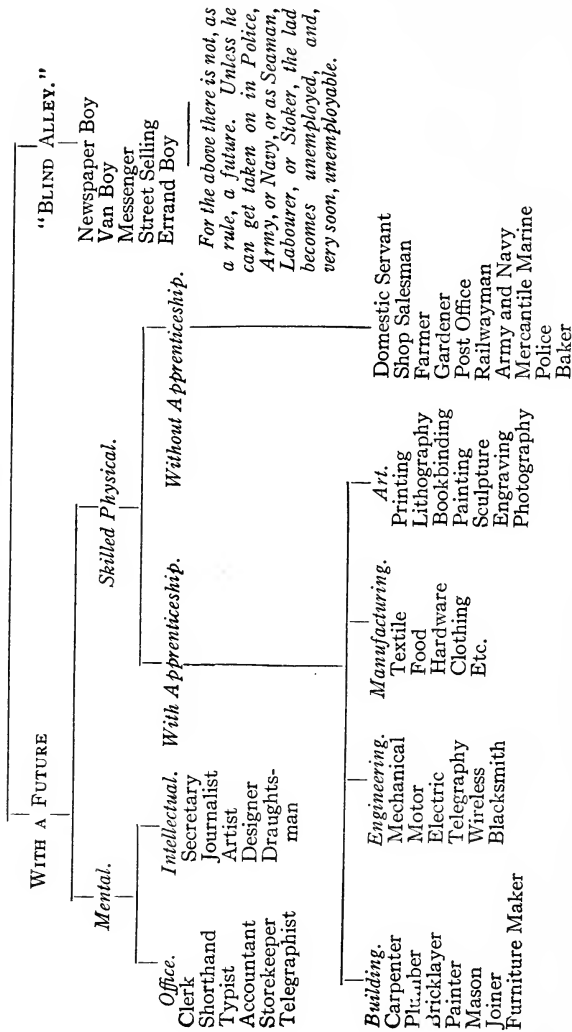 WITH A FUTURE
"BLIND ALLEY."
Mental.
Skilled Physical.
Newspaper Boy
Van Boy
Messenger
Street Selling
Errand Boy
For the above there is not, as
a rule, a future. Unless he
can get taken on in Police,
Army, or Navy, or as Seaman,
Labourer, or Stoker, the lad
becomes unemployed, and,
very soon, unemployable.
Office.
Clerk
Shorthand
Typist
Accountant
Storekeeper
Telegraphist
Intellectual.
Secretary
Journalist
Artist
Designer
Draughts-
man
With Apprenticeship.
Without Apprenticeship.
Building.
Carpenter
Bricklayer
Painter
Mason
Joiner
Furniture Maker
Engineering.
Mechanical
Motor
Electric
Telegraphy
Wireless
Blacksmith
Manufacturing.
Textile
Food
Hardware
Clothing
Etc.
Art.
Printing
Lithography
Bookbinding
Painting
Sculpture
Engraving
Photography
Domestic Servant
Shop Salesman
Farmer
Gardener
Post Office
Railwayman
Army and Navy
Mercantile Marine
Police
Baker